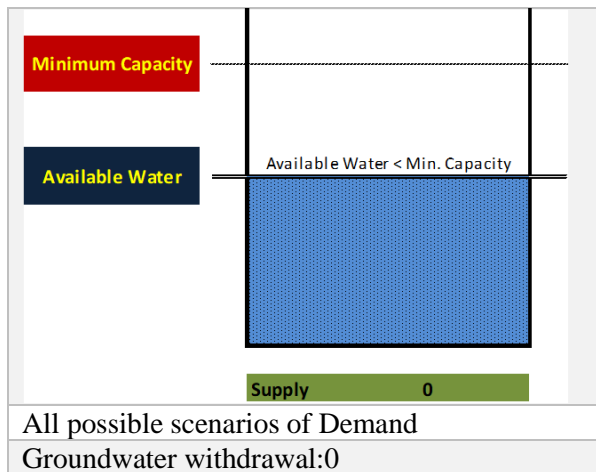 Minimum Capacity
Available Water < Min. Capacity
Available Water
Supply 0
All possible scenarios of Demand
Groundwater withdrawal:0